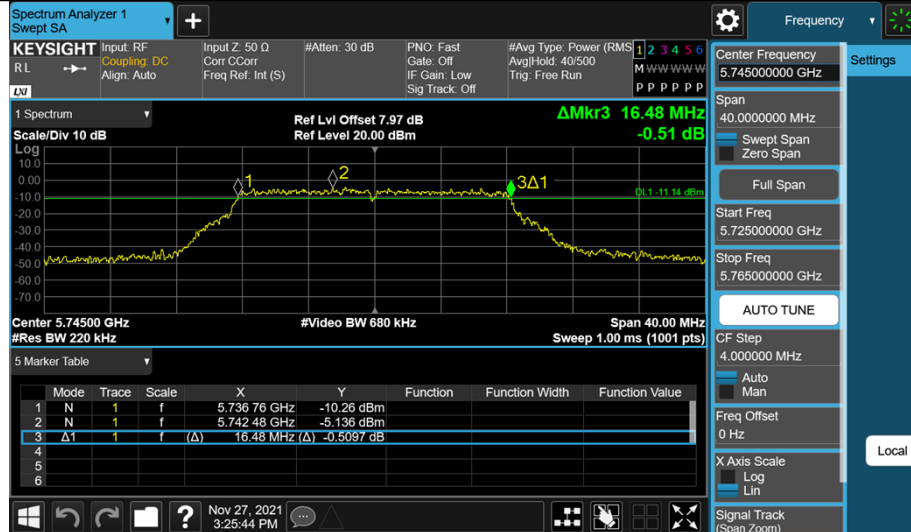 Spectrum Analyzer 1
Swept SA
Frequency
KEYSIGHT
RL
LXI
Input: RF
Coupling: DC
Align: Auto
Input Z: 50 Ω
Corr CCorr
Freq Ref: Int (S)
#Atten: 30 dB
PNO: Fast
Gate: Off
IF Gain: Low
Sig Track: Off
#Avg Type: Power (RMS
Avg|Hold: 40/500
Trig: Free Run
1 2 3 4 5 6
M W W W W W
P P P P P P
1 Spectrum
Scale/Div 10 dB
Ref Lvl Offset 7.97 dB
Ref Level 20.00 dBm
ΔMkr3 16.48 MHz
-0.51 dB
Log
10.0
0.00
-10.0
-20.0
-30.0
-40.0
-50.0
-60.0
-70.0
1
2
3Δ1
DL1 -11.14 dBm
Center 5.74500 GHz
#Video BW 680 kHz
Span 40.00 MHz
#Res BW 220 kHz
Sweep 1.00 ms (1001 pts)
5 Marker Table
Mode Trace Scale X Y Function Function Width Function Value
1 N 1 f 5.736 76 GHz -10.26 dBm
2 N 1 f 5.742 48 GHz -5.136 dBm
3 Δ1 1 f (Δ) 16.48 MHz (Δ) -0.5097 dB
4
5
6
Nov 27, 2021
3:25:44 PM
?
Center Frequency
5.745000000 GHz
Span
40.0000000 MHz
Swept Span
Zero Span
Full Span
Start Freq
5.725000000 GHz
Stop Freq
5.765000000 GHz
AUTO TUNE
CF Step
4.000000 MHz
Auto
Man
Freq Offset
0 Hz
X Axis Scale
Log
Lin
Signal Track
(Span Zoom)
Settings
Local